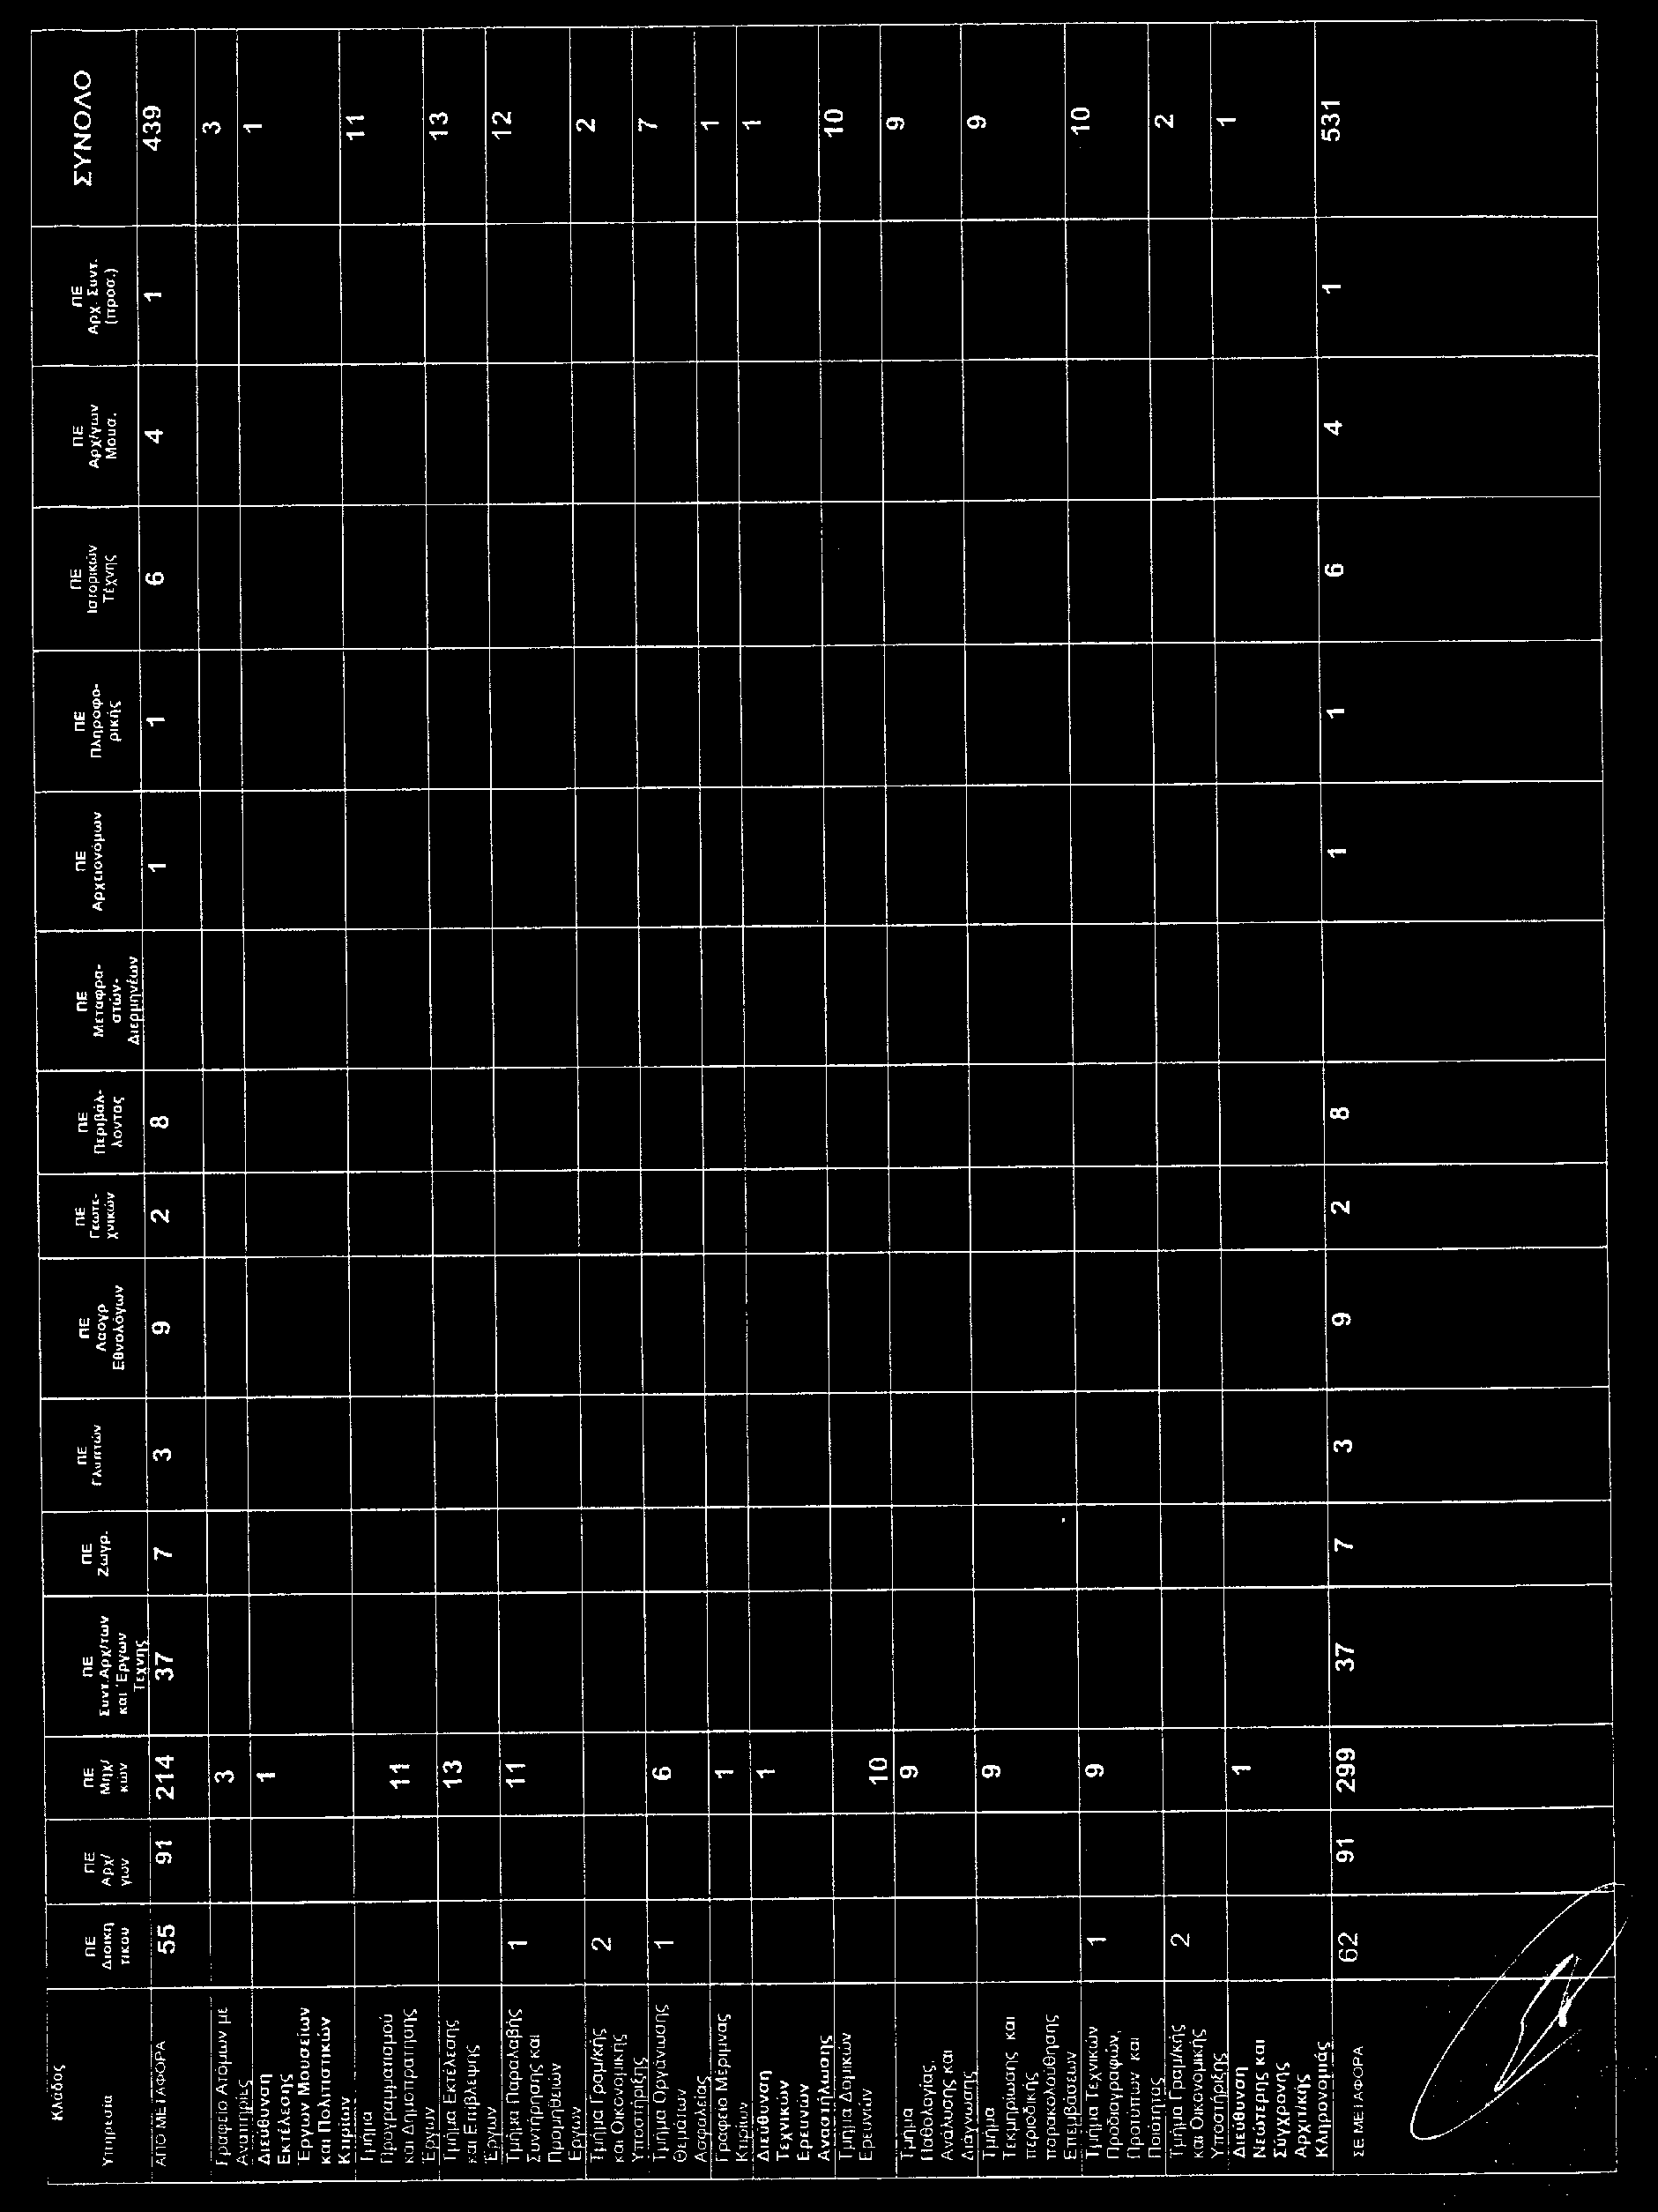 Κλάδος
Υπηρεσία
ΠΕ Διοικη τικου
ΠΕ Αρχ/ γων
ΠΕ Μηχ/ κων
ΠΕ Συντ.Αρχ/των και Έργων Τέχνης
ΠΕ Ζωγρ.
ΠΕ Γλυπτών
ΠΕ Λαογρ Εθνολόγων
ΠΕ Γεωτε- χνικών
ΠΕ Περιβάλ- λοντος
ΠΕ Μεταφρα- στών- Διερμηνέων
ΠΕ Αρχειονόμων
ΠΕ Πληροφο- ρικής
ΠΕ Ιστορικών Τέχνης
ΠΕ Αρχ/γων Μουσ.
ΠΕ Αρχ. Συντ. (προσ.)
ΣΥΝΟΛΟ
ΑΠΟ ΜΕΤΑΦΟΡΑ 55 91 214 37 7 3 9 2 8 1 1 6 4 1 439
Γραφείο Ατόμων με
Αναπηρίες 3 3
Διεύθυνση
Εκτέλεσης
Έργων Μουσείων
και Πολιτιστικών
Κτιρίων 1 1
Τμήμα
Προγραμματισμού
και Δημοπράτησης
Έργων 11 11
Τμήμα Εκτέλεσης
και Επιβλεψης
Έργων 13 13
Τμήμα Παραλαβής
Συντήρησης και
Προμηθειών
Έργων 1 11 12
Τμήμα Γραμ/κής
και Οικονομικής
Υποστήριξης 2 2
Τμήμα Οργάνωσης
Θεμάτων
Ασφαλείας 1 6 7
Γραφείο Μέριμνας
Κτιρίων 1 1
Διεύθυνση
Τεχνικών
Ερευνών
Αναστήλωσης 1 1
Τμήμα Δομικών
Ερευνών 10 10
Τμήμα
Παθολογίας,
Ανάλυσης και
Διάγνωσης 9 9
Τμήμα
Τεκμηρίωσης και
περιοδικής
παρακολούθησης
Επεμβάσεων 9 9
Τμήμα Τεχνικών
Προδιαγραφών,
Προτύπων και
Ποιότητας 1 9 10
Τμήμα Γραμ/κής
και Οικονομικής
Υποστήριξης 2 2
Διεύθυνση
Νεώτερης και
Σύγχρονης
Αρχιτ/κής
Κληρονομιάς 1 1
ΣΕ ΜΕΤΑΦΟΡΑ 62 91 299 37 7 3 9 2 8 1 1 6 4 1 531